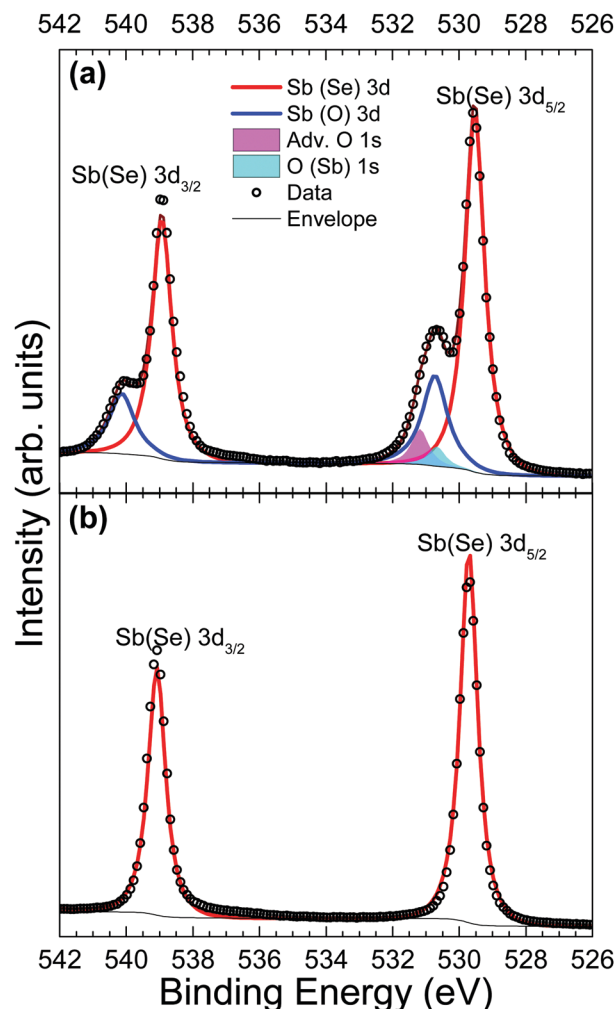 542 540 538 536 534 532 530 528 526
(a)
Sb (Se) 3d
Sb (O) 3d
Adv. O 1s
O (Sb) 1s
Data
Envelope
Sb(Se) 3d5/2
Sb(Se) 3d3/2
(b)
Sb(Se) 3d5/2
Sb(Se) 3d3/2
Intensity (arb. units)
542 540 538 536 534 532 530 528 526
Binding Energy (eV)